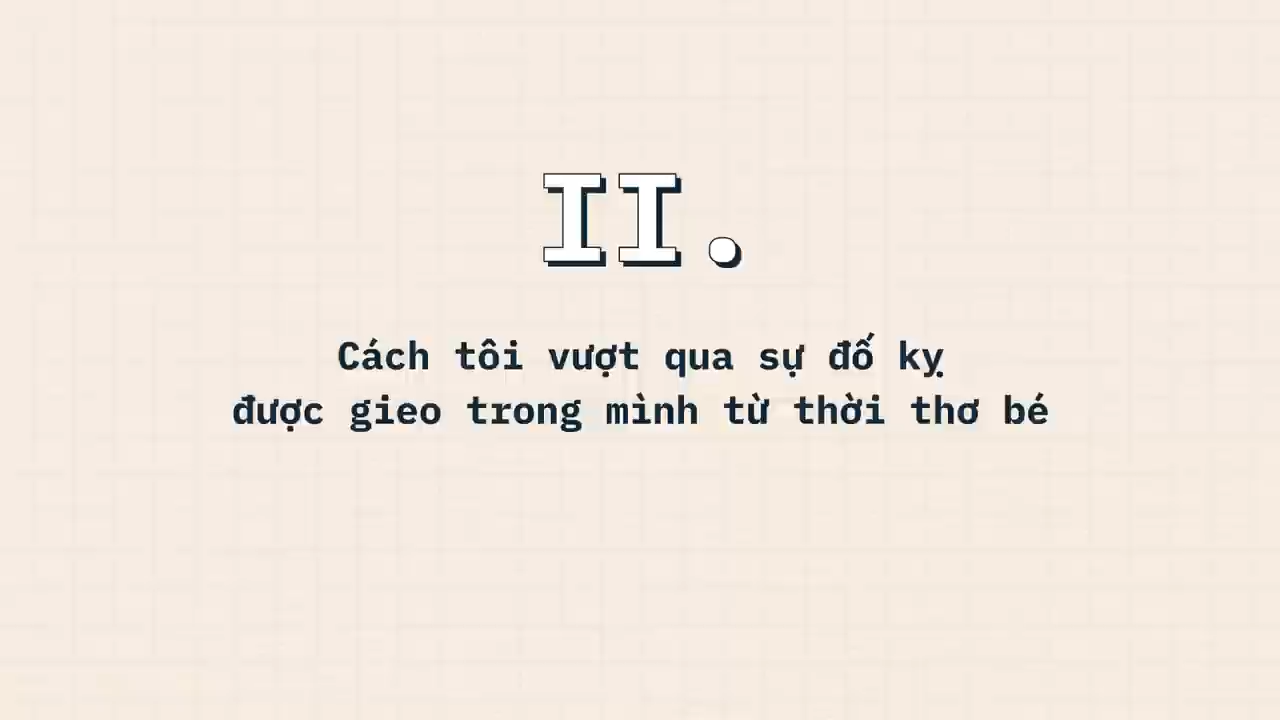 II.
Cách tôi vượt qua sự đố kỵ
được gieo trong mình từ thời thơ bé